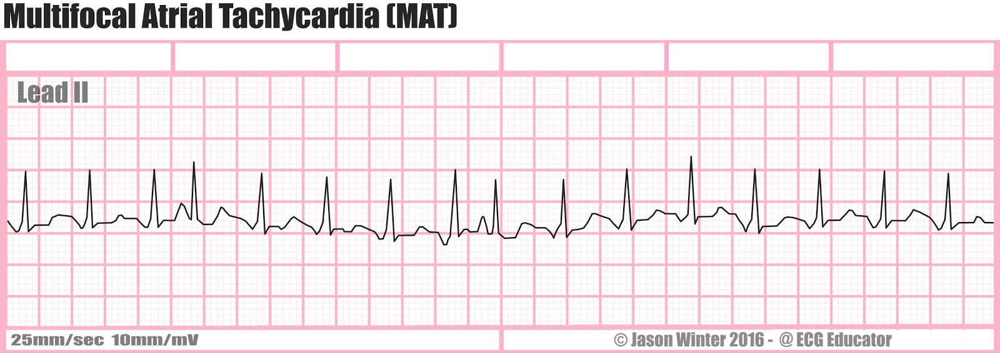 Multifocal Atrial Tachycardia (MAT)
Lead II
25mm/sec 10mm/mV
© Jason Winter 2016 - @ ECG Educator